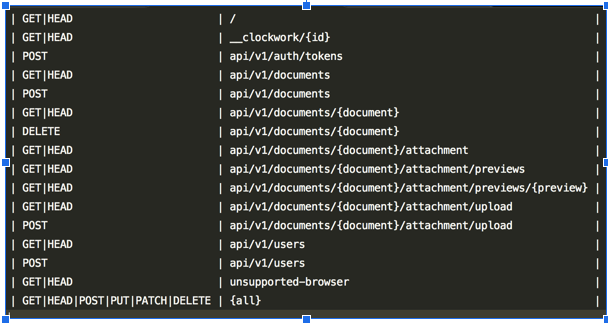 | GET|HEAD | / |
| GET|HEAD | __clockwork/{id} |
| POST | api/v1/auth/tokens |
| GET|HEAD | api/v1/documents |
| POST | api/v1/documents |
| GET|HEAD | api/v1/documents/{document} |
| DELETE | api/v1/documents/{document} |
| GET|HEAD | api/v1/documents/{document}/attachment |
| GET|HEAD | api/v1/documents/{document}/attachment/previews |
| GET|HEAD | api/v1/documents/{document}/attachment/previews/{preview} |
| GET|HEAD | api/v1/documents/{document}/attachment/upload |
| POST | api/v1/documents/{document}/attachment/upload |
| GET|HEAD | api/v1/users |
| POST | api/v1/users |
| GET|HEAD | unsupported-browser |
| GET|HEAD|POST|PUT|PATCH|DELETE | {all} |